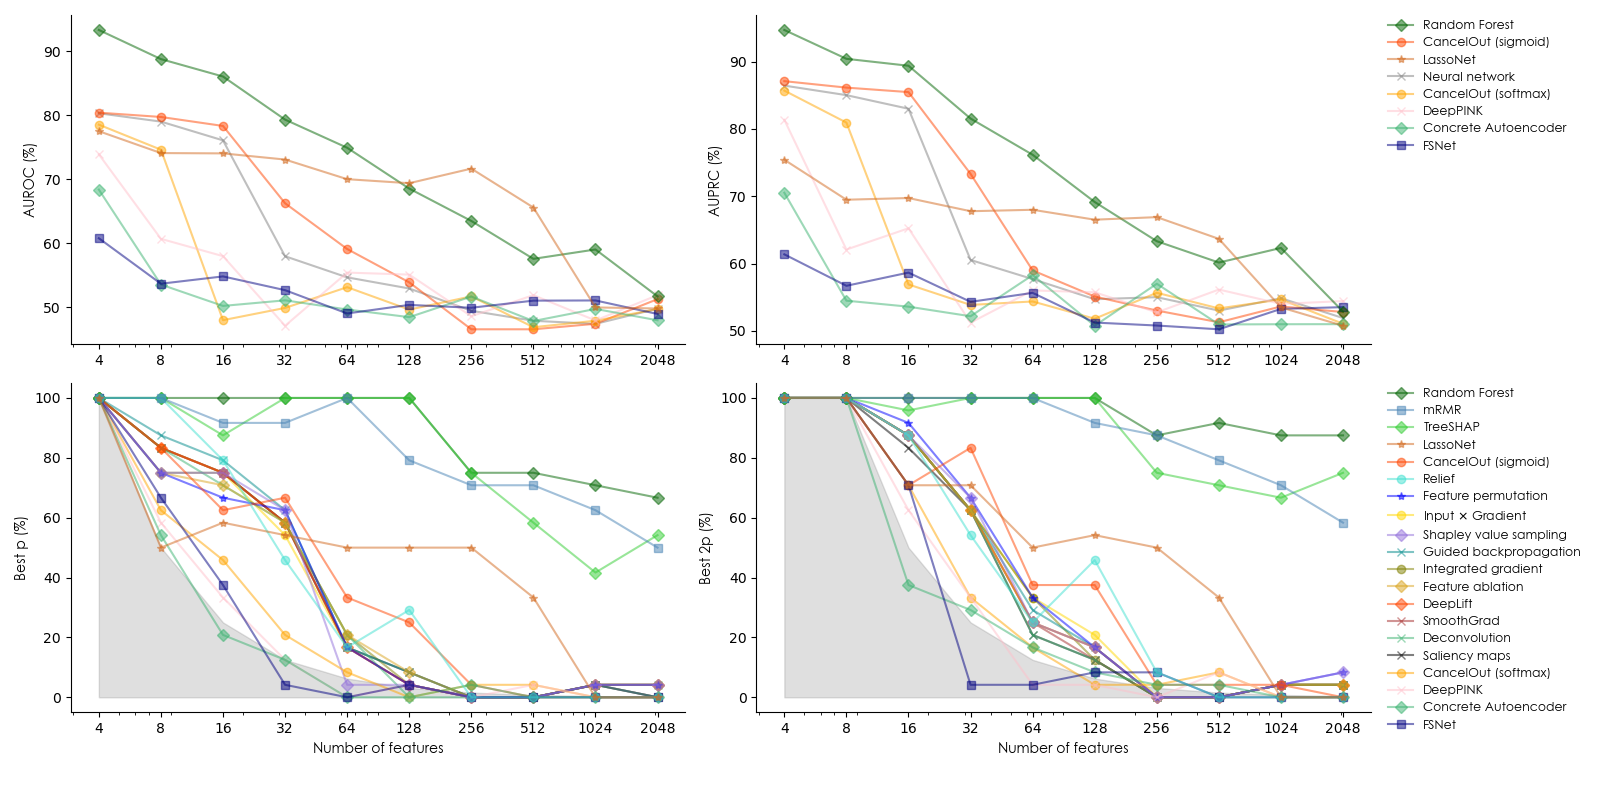 AUROC (%)
90
80
70
60
50
4 8 16 32 64 128 256 512 1024 2048
AUPRC (%)
90
80
70
60
50
4 8 16 32 64 128 256 512 1024 2048
Random Forest
CancelOut (sigmoid)
LassoNet
Neural network
CancelOut (softmax)
DeepPINK
Concrete Autoencoder
FSNet
Best p (%)
100
80
60
40
20
0
4 8 16 32 64 128 256 512 1024 2048
Number of features
Best 2p (%)
100
80
60
40
20
0
4 8 16 32 64 128 256 512 1024 2048
Number of features
Random Forest
mRMR
TreeSHAP
LassoNet
CancelOut (sigmoid)
Relief
Feature permutation
Input × Gradient
Shapley value sampling
Guided backpropagation
Integrated gradient
Feature ablation
DeepLift
SmoothGrad
Deconvolution
Saliency maps
CancelOut (softmax)
DeepPINK
Concrete Autoencoder
FSNet